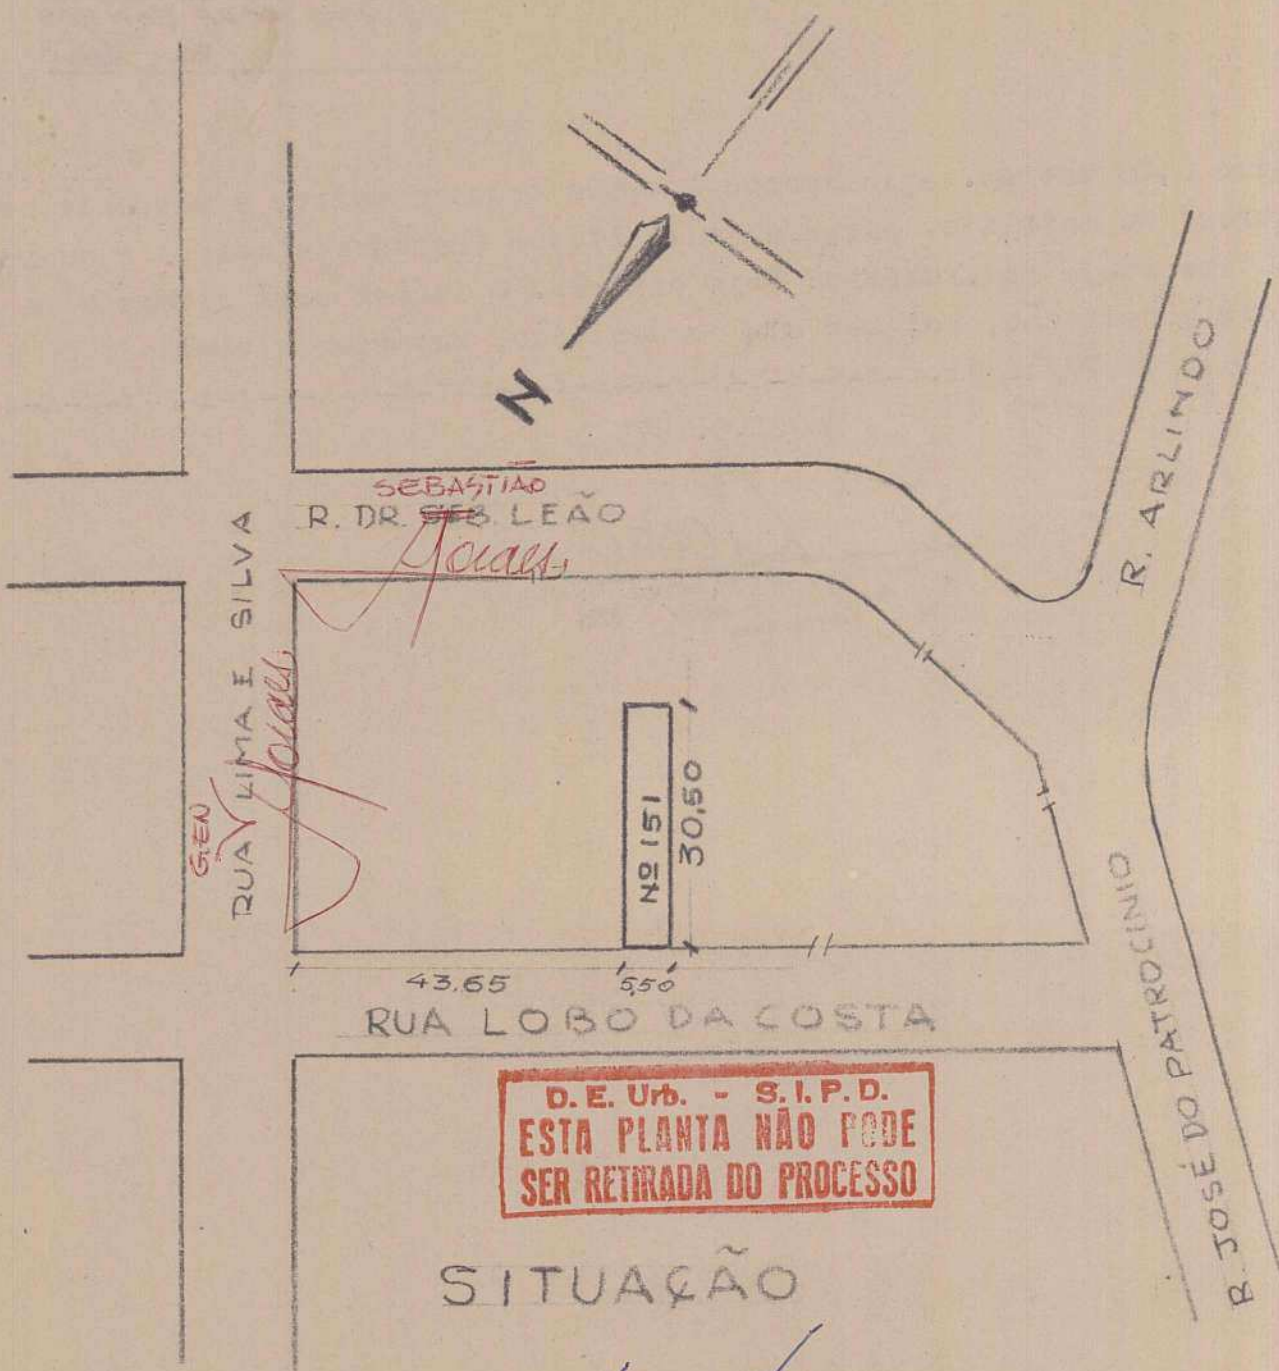 N
R. ARLINDO
SEBASTIÃO
R. DR. SEB. LEÃO
GEN
RUA LIMA E SILVA
Nº 151
30,50
43.65
5,50
RUA LOBO DA COSTA
R. JOSÉ DO PATROCINIO
D. E. Urb. - S. I. P. D.
ESTA PLANTA NÃO PODE
SER RETIRADA DO PROCESSO
SITUAÇÃO